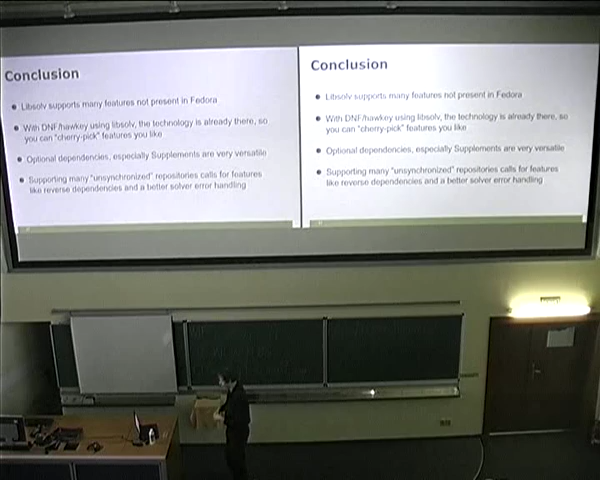 Conclusion
Libsolv supports many features not present in Fedora
With DNF/hawkey using libsolv, the technology is already there, so
you can "cherry-pick" features you like
Optional dependencies, especially Supplements are very versatile
Supporting many "unsynchronized" repositories calls for features
like reverse dependencies and a better solver error handling
Conclusion
Libsolv supports many features not present in Fedora
With DNF/hawkey using libsolv, the technology is already there, so
you can "cherry-pick" features you like
Optional dependencies, especially Supplements are very versatile
Supporting many "unsynchronized" repositories calls for features
like reverse dependencies and a better solver error handling